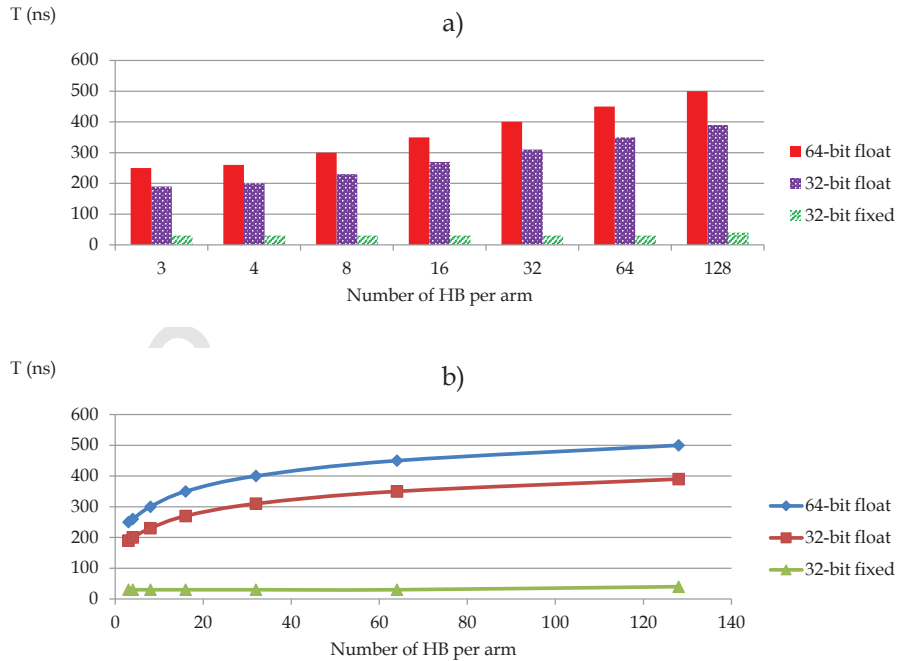 T (ns)
a)
600
500
400
300
200
100
0
3 4 8 16 32 64 128
Number of HB per arm
64-bit float
32-bit float
32-bit fixed
T (ns)
b)
600
500
400
300
200
100
0
0 20 40 60 80 100 120 140
Number of HB per arm
64-bit float
32-bit float
32-bit fixed